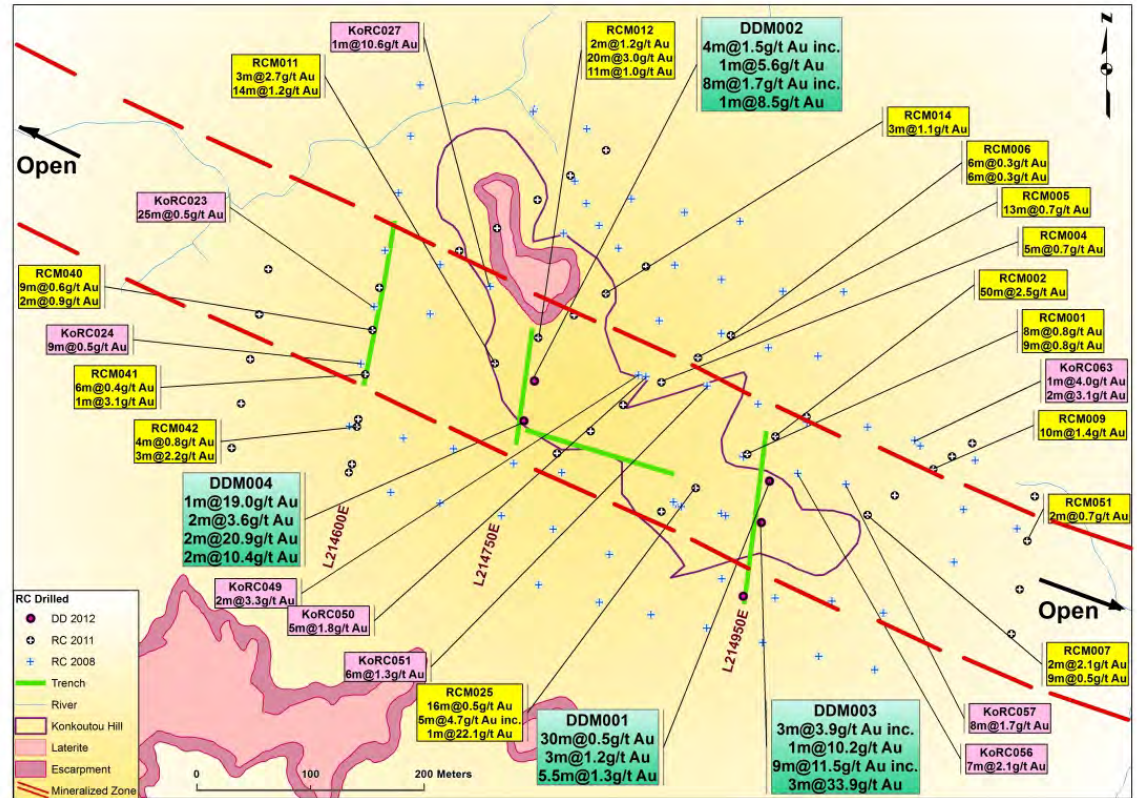 KoRC027
1m@10.6g/t Au
RCM012
2m@1.2g/t Au
20m@3.0g/t Au
11m@1.0g/t Au
DDM002
4m@1.5g/t Au inc.
1m@5.6g/t Au
8m@1.7g/t Au inc.
1m@8.5g/t Au
Z
RCM011
3m@2.7g/t Au
14m@1.2g/t Au
RCM014
3m@1.1g/t Au
Open
RCM006
6m@0.3g/t Au
6m@0.3g/t Au
KoRC023
25m@0.5g/t Au
RCM005
13m@0.7g/t Au
RCM004
5m@0.7g/t Au
RCM040
9m@0.6g/t Au
2m@0.9g/t Au
RCM002
50m@2.5g/t Au
KoRC024
9m@0.5g/t Au
RCM001
8m@0.8g/t Au
9m@0.8g/t Au
RCM041
6m@0.4g/t Au
1m@3.1g/t Au
KoRC063
1m@4.0g/t Au
2m@3.1g/t Au
RCM042
4m@0.8g/t Au
3m@2.2g/t Au
RCM009
10m@1.4g/t Au
DDM004
1m@19.0g/t Au
2m@3.6g/t Au
2m@20.9g/t Au
2m@10.4g/t Au
L214600E
L214750E
L214950E
RCM051
2m@0.7g/t Au
KoRC049
2m@3.3g/t Au
KoRC050
5m@1.8g/t Au
Open
KoRC051
6m@1.3g/t Au
RCM007
2m@2.1g/t Au
9m@0.5g/t Au
RCM025
16m@0.5g/t Au
5m@4.7g/t Au inc.
1m@22.1g/t Au
DDM001
30m@0.5g/t Au
3m@1.2g/t Au
5.5m@1.3g/t Au
DDM003
3m@3.9g/t Au inc.
1m@10.2g/t Au
9m@11.5g/t Au inc.
3m@33.9g/t Au
KoRC057
8m@1.7g/t Au
KoRC056
7m@2.1g/t Au
RC Drilled
DD 2012
RC 2011
RC 2008
Trench
River
Konkoutou Hill
Laterite
Escarpment
Mineralized Zone
0 100 200 Meters